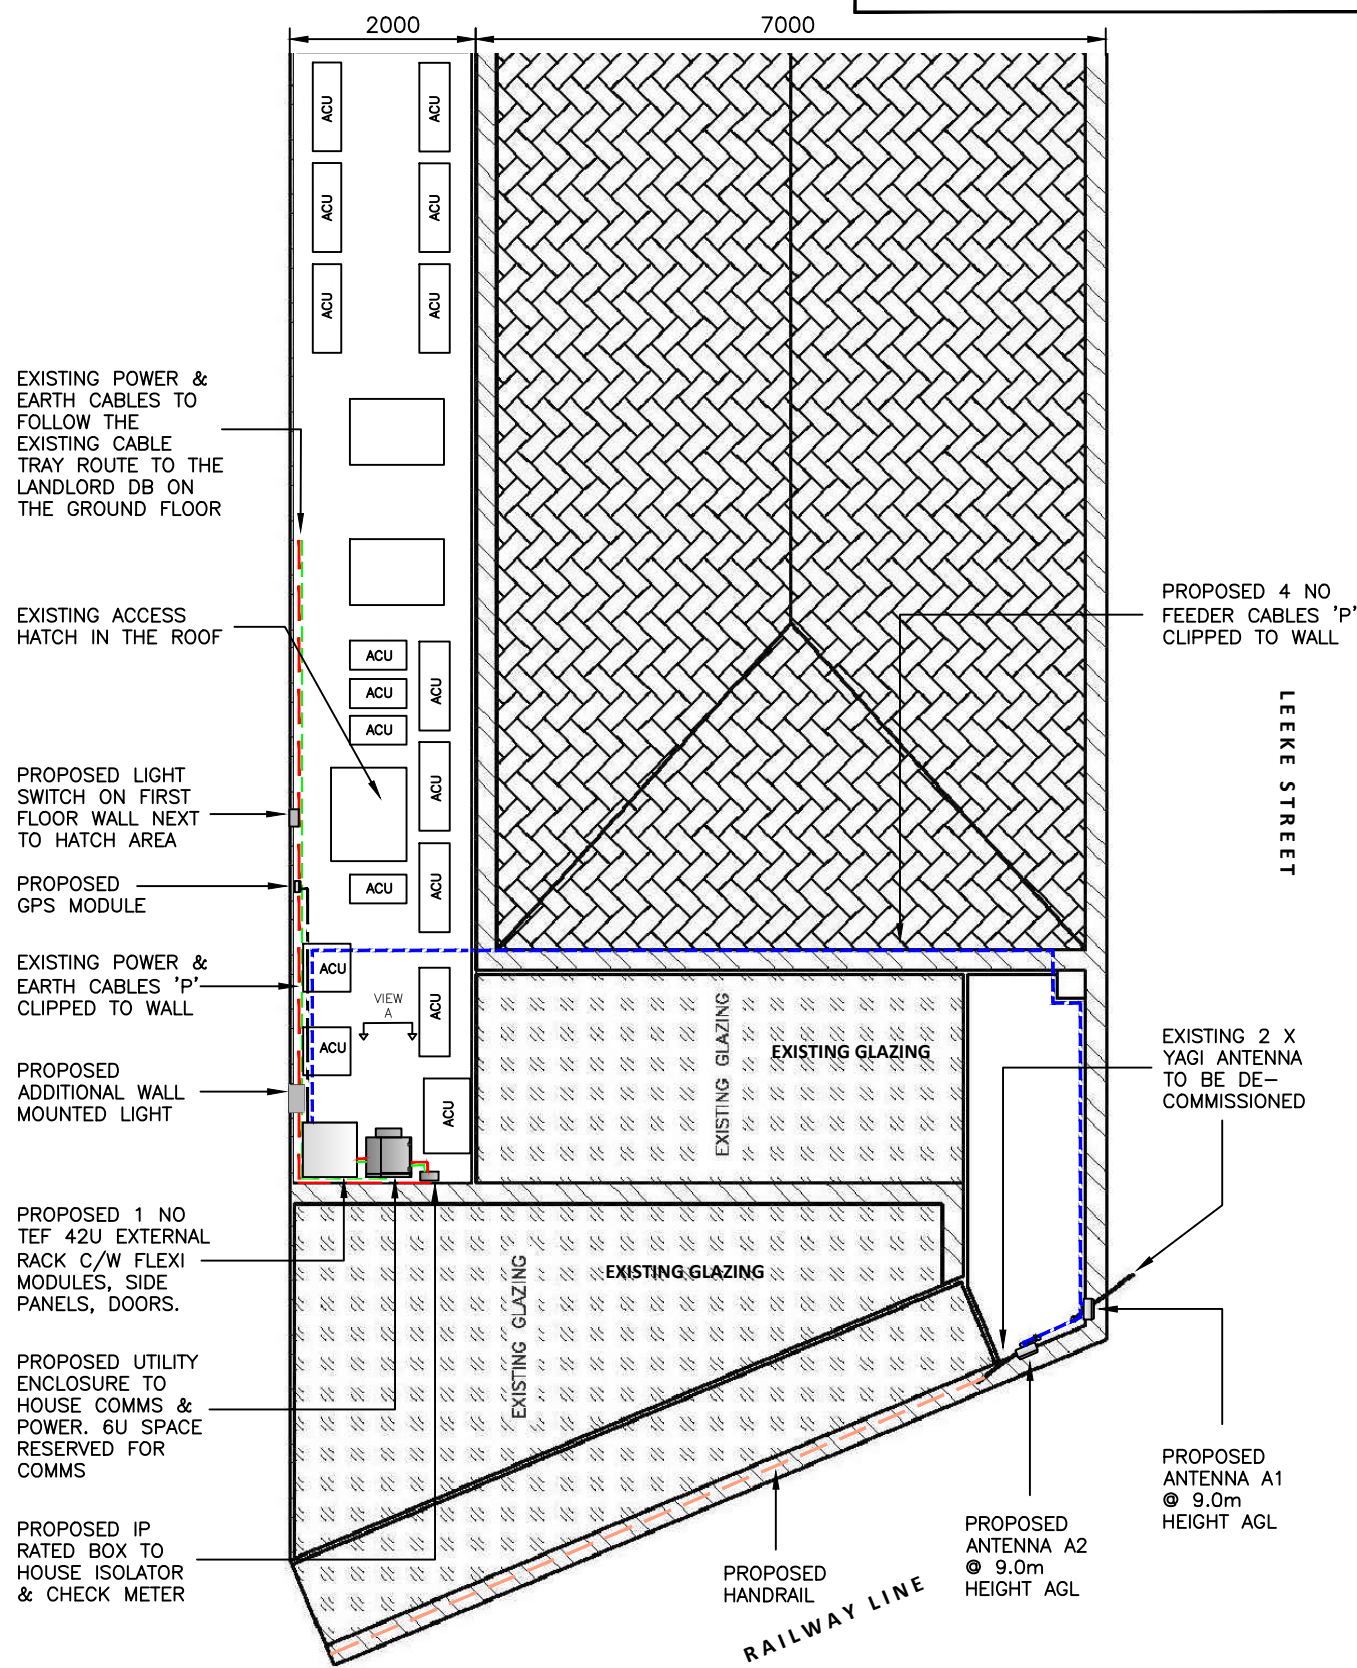 2000
7000
ACU
ACU
ACU
ACU
ACU
ACU
EXISTING POWER &
EARTH CABLES TO
FOLLOW THE
EXISTING CABLE
TRAY ROUTE TO THE
LANDLORD DB ON
THE GROUND FLOOR
EXISTING ACCESS
HATCH IN THE ROOF
PROPOSED LIGHT
SWITCH ON FIRST
FLOOR WALL NEXT
TO HATCH AREA
PROPOSED
GPS MODULE
EXISTING POWER &
EARTH CABLES 'P'
CLIPPED TO WALL
PROPOSED
ADDITIONAL WALL
MOUNTED LIGHT
PROPOSED 1 NO
TEF 42U EXTERNAL
RACK C/W FLEXI
MODULES, SIDE
PANELS, DOORS.
PROPOSED UTILITY
ENCLOSURE TO
HOUSE COMMS &
POWER. 6U SPACE
RESERVED FOR
COMMS
PROPOSED IP
RATED BOX TO
HOUSE ISOLATOR
& CHECK METER
ACU
ACU
ACU
ACU
ACU
ACU
ACU
ACU
ACU
ACU
ACU
VIEW
A
EXISTING GLAZING
EXISTING GLAZING
EXISTING GLAZING
EXISTING GLAZING
PROPOSED 4 NO
FEEDER CABLES 'P'
CLIPPED TO WALL
LEEKE STREET
EXISTING 2 X
YAGI ANTENNA
TO BE DE-
COMMISSIONED
PROPOSED
ANTENNA A1
@ 9.0m
HEIGHT AGL
PROPOSED
ANTENNA A2
@ 9.0m
HEIGHT AGL
PROPOSED
HANDRAIL
RAILWAY LINE